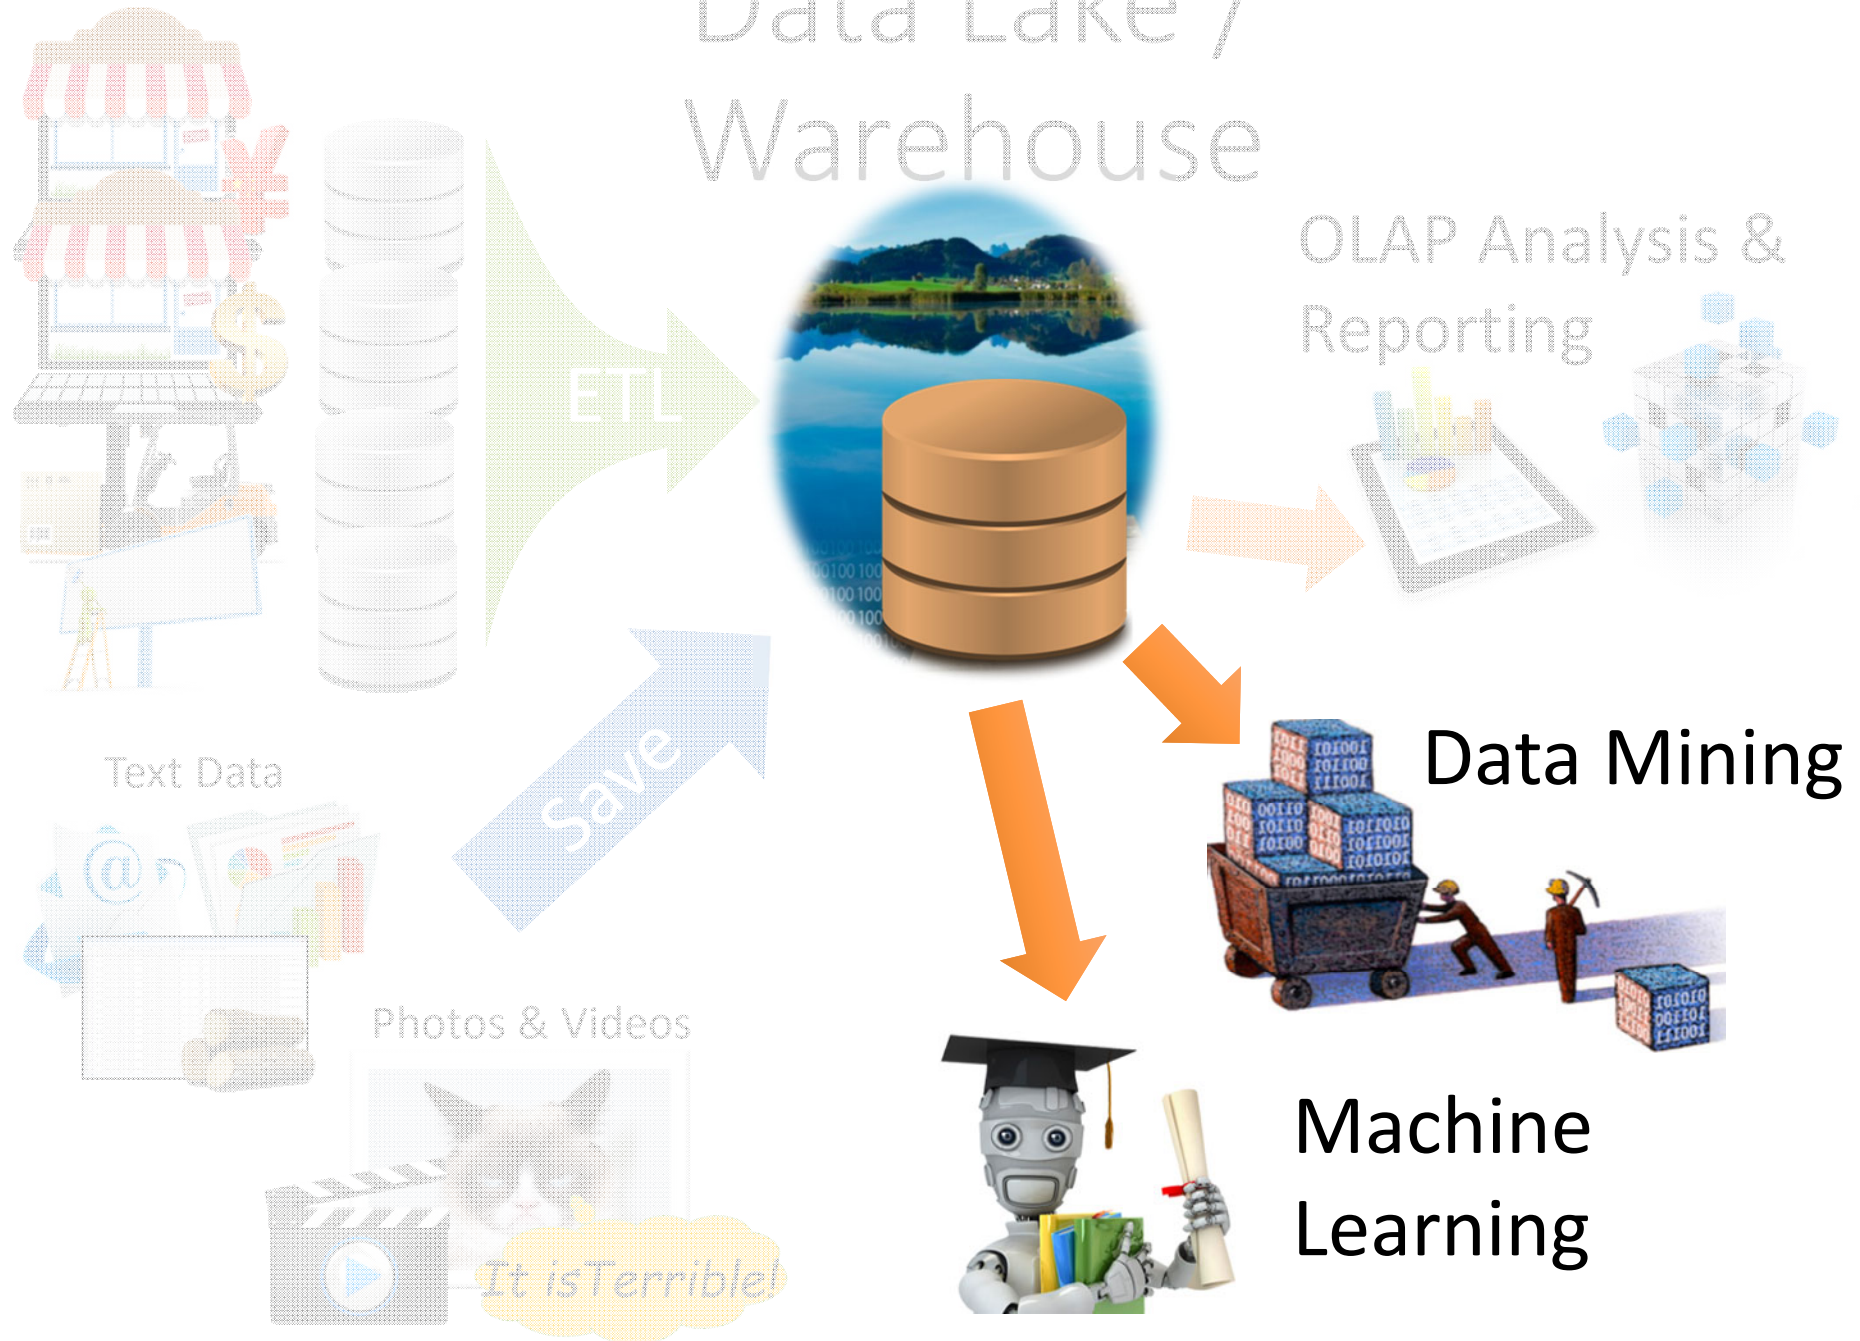 Data Lake /
Warehouse
OLAP Analysis &
Reporting
ETL
Save
Text Data
@
Data Mining
Photos & Videos
Machine
Learning
It isTerrible!